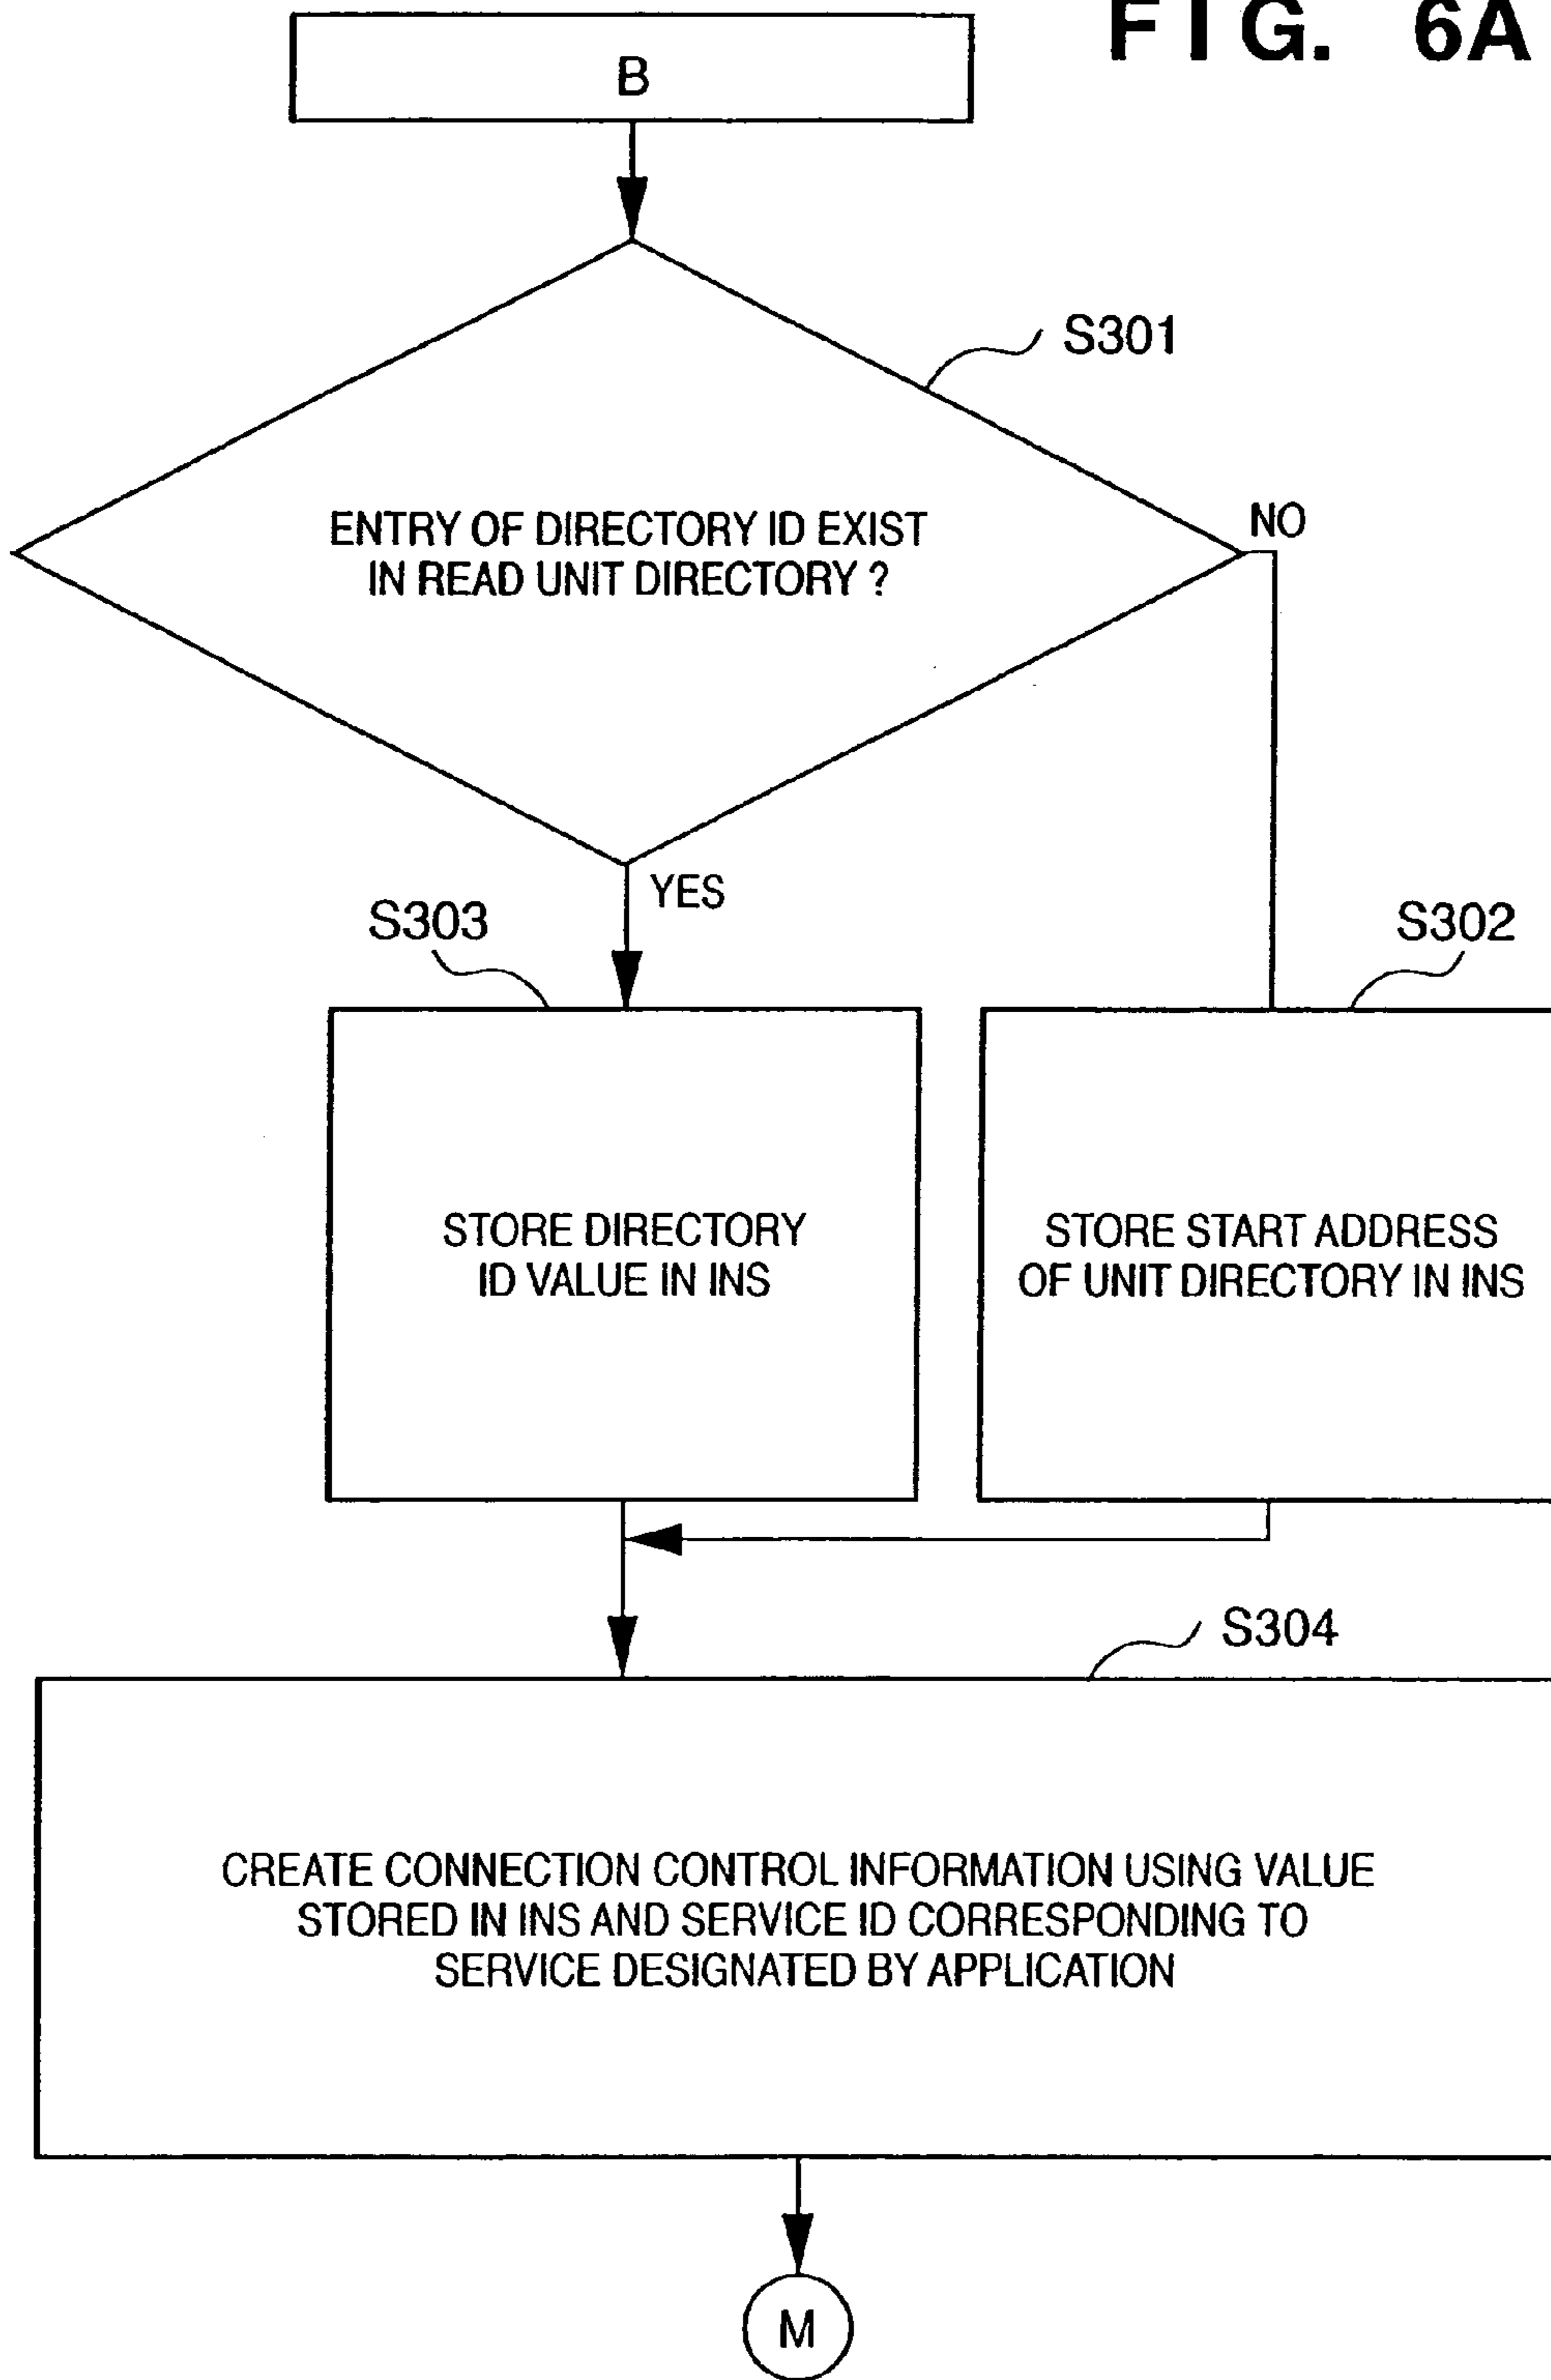 FIG. 6A
B
S301
ENTRY OF DIRECTORY ID EXIST
IN READ UNIT DIRECTORY ?
NO
YES
S303
S302
STORE DIRECTORY
ID VALUE IN INS
STORE START ADDRESS
OF UNIT DIRECTORY IN INS
S304
CREATE CONNECTION CONTROL INFORMATION USING VALUE
STORED IN INS AND SERVICE ID CORRESPONDING TO
SERVICE DESIGNATED BY APPLICATION
M